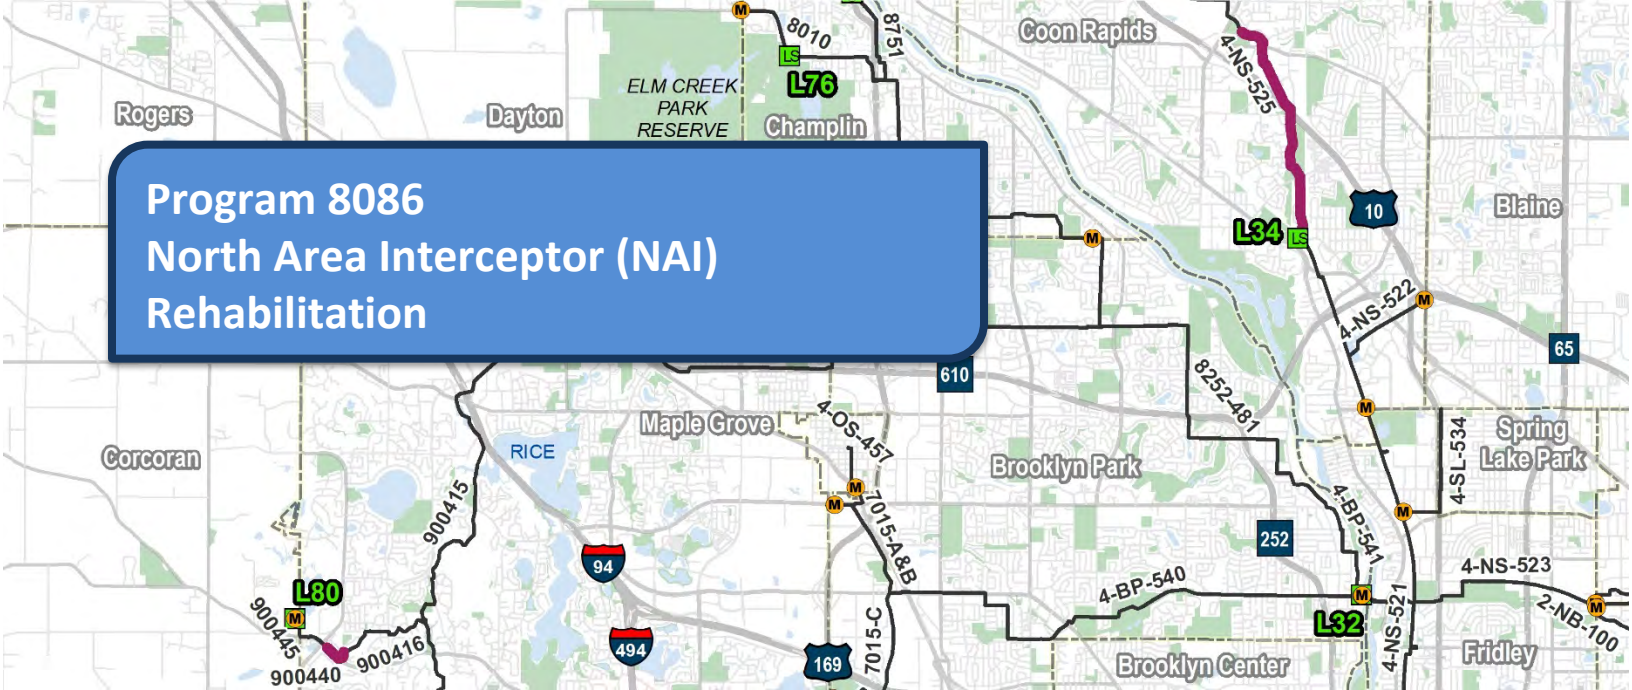 Program 8086
North Area Interceptor (NAI)
Rehabilitation
M
8010
8751
Coon Rapids
4-NS-525
LS
L76
ELM CREEK
PARK
RESERVE
Rogers
Dayton
Champlin
10
Blaine
L34
LS
M
4-NS-522
M
65
610
8252-481
M
Maple Grove
4-OS-457
RICE
Corcoran
Brooklyn Park
Spring
Lake Park
4-SL-534
900415
M
M
7015-A&B
4-BP-541
M
252
94
4-NS-523
4-BP-540
L80
M
900445
M
L32
4-NS-521
M
2-NB-100
494
900416
900440
169
7015-C
Brooklyn Center
Fridley